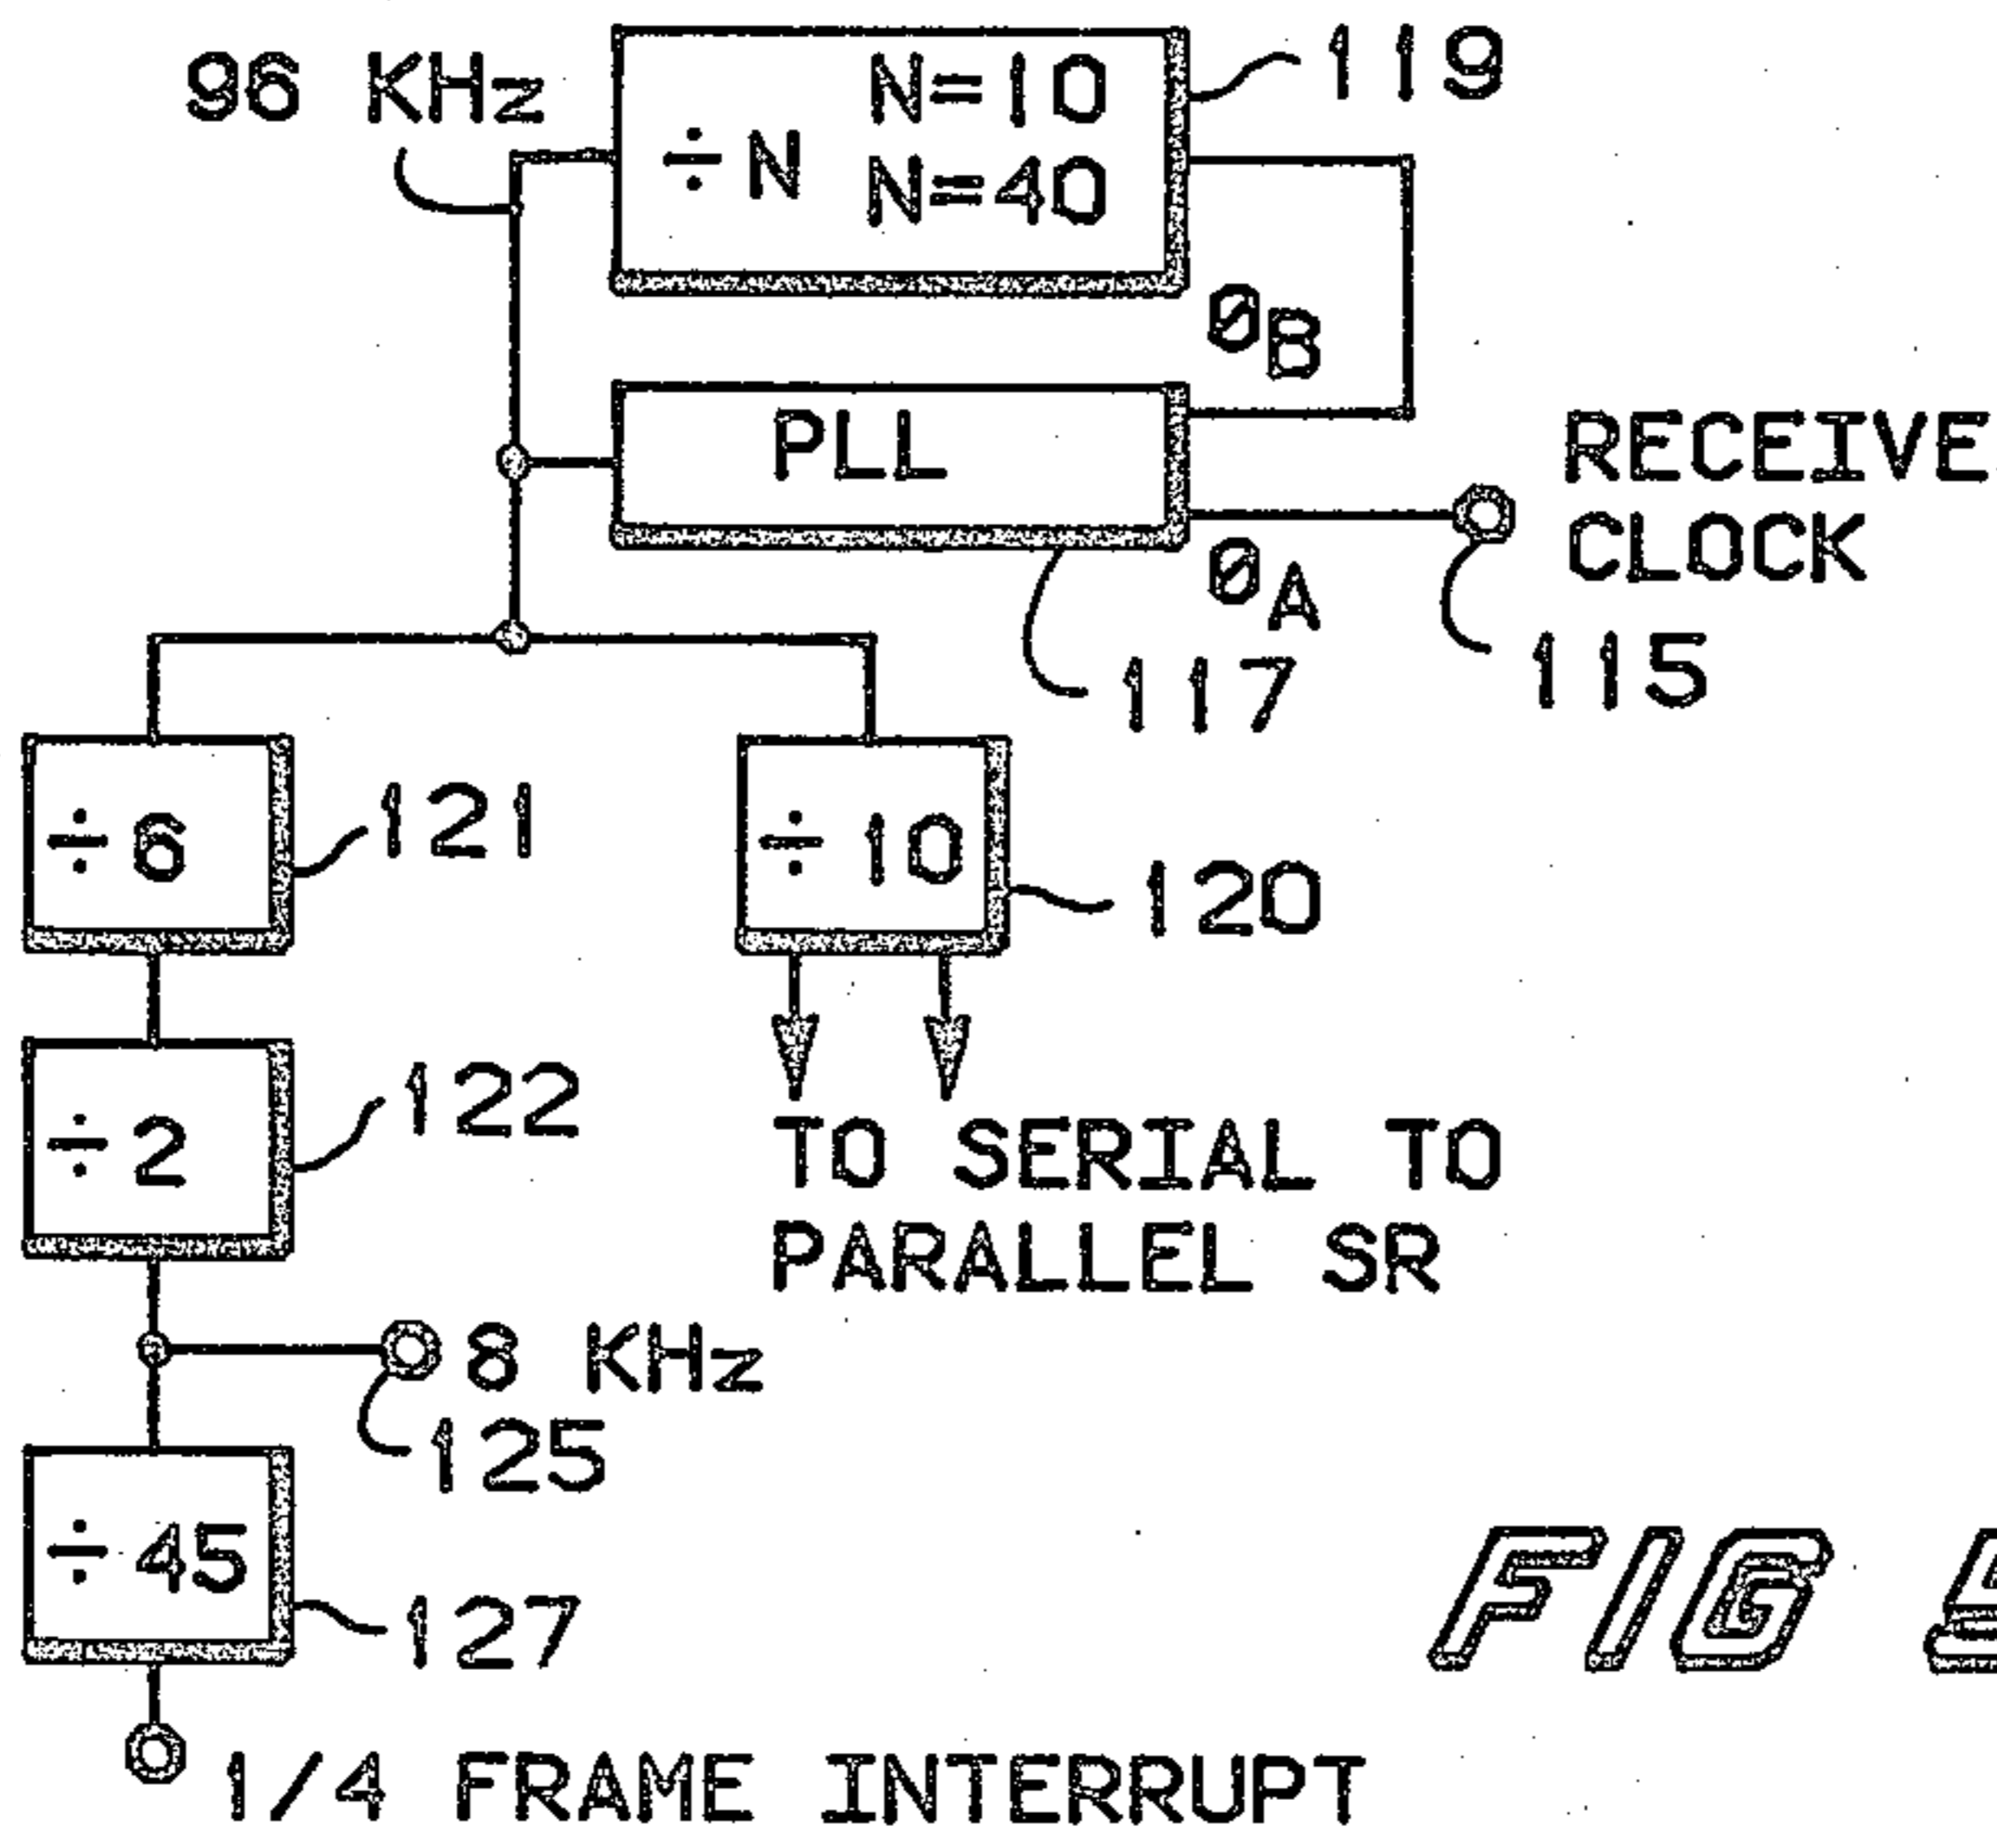 96 KHz
÷ N
N=10
N=40
119
ØB
PLL
RECEIVE
CLOCK
ØA
117
115
÷ 6
121
÷ 10
120
÷ 2
122
TO SERIAL TO
PARALLEL SR
8 KHz
125
÷ 45
127
1/4 FRAME INTERRUPT
FIG